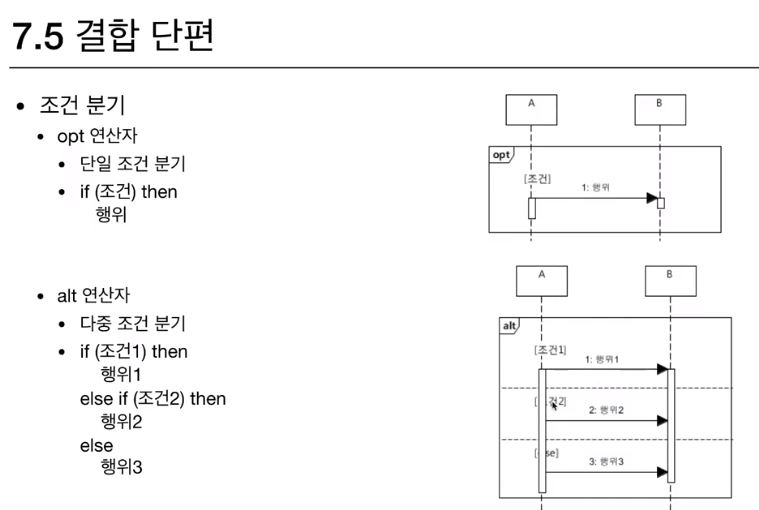 7.5 결합 단편
• 조건 분기
• opt 연산자
• 단일 조건 분기
• if (조건) then
행위
• alt 연산자
• 다중 조건 분기
• if (조건1) then
행위1
else if (조건2) then
행위2
else
행위3
A
B
opt
[조건]
1: 행위
A
B
alt
[조건1]
1: 행위1
2: 행위2
3: 행위3